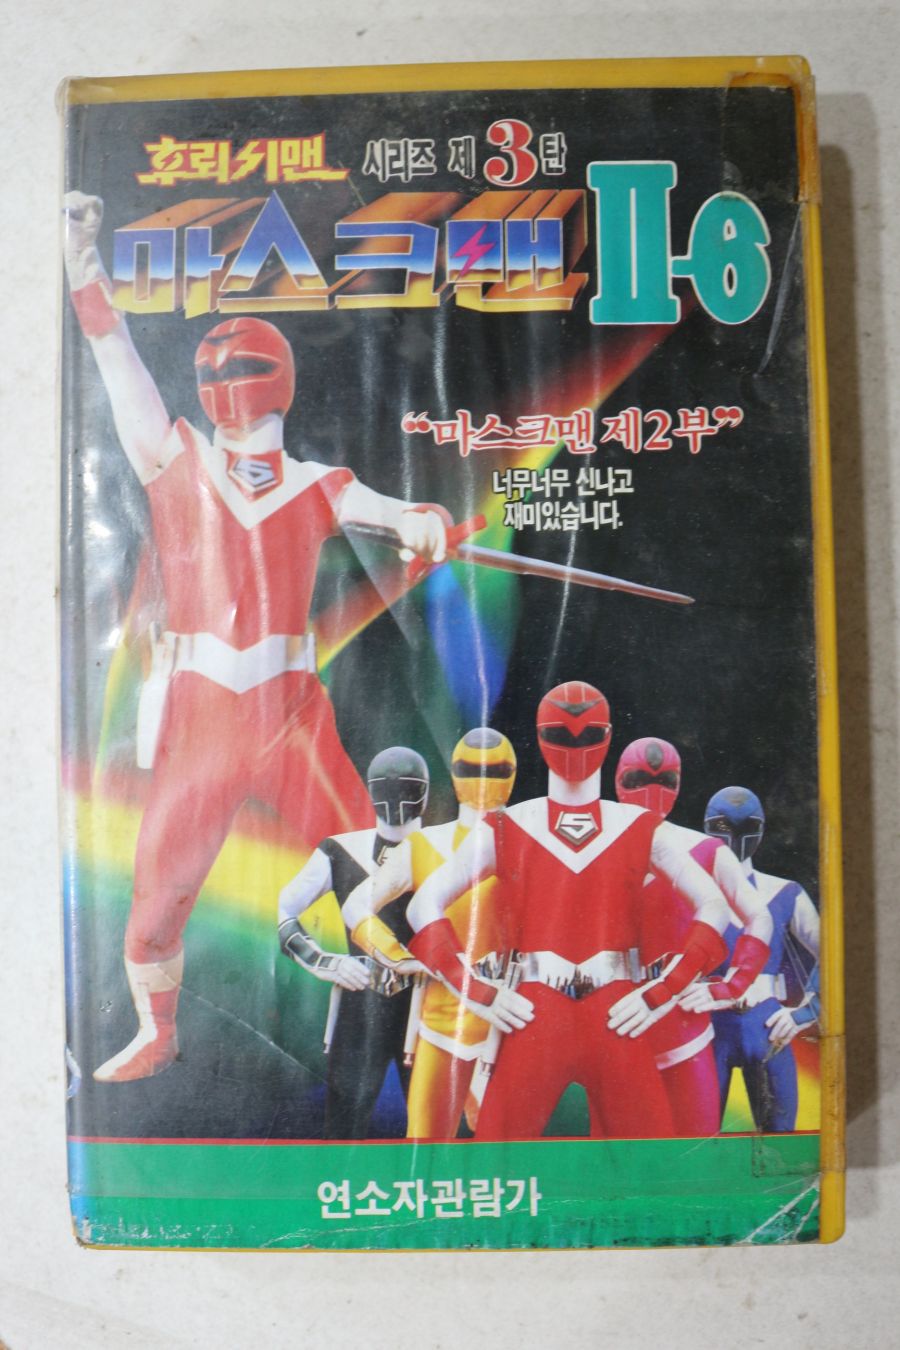 후뢰시맨 시리즈 제3탄
마스크맨 II-6
“마스크맨 제2부”
너무너무 신나고
재미있습니다.
5
5
연소자관람가